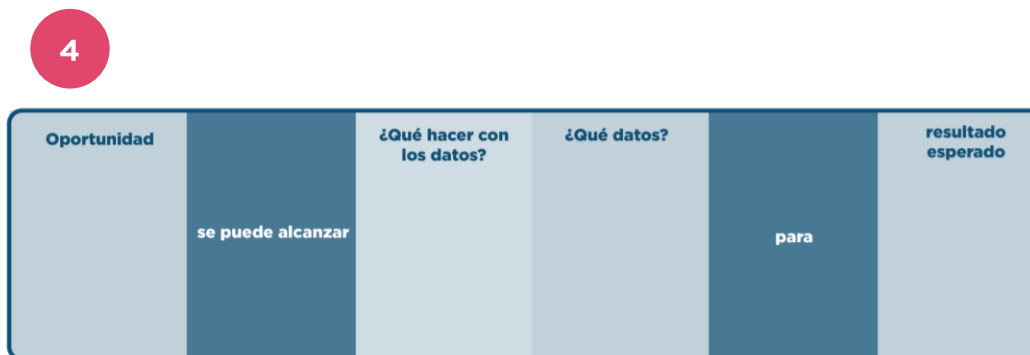 4
Oportunidad
se puede alcanzar
¿Qué hacer con
los datos?
¿Qué datos?
para
resultado
esperado